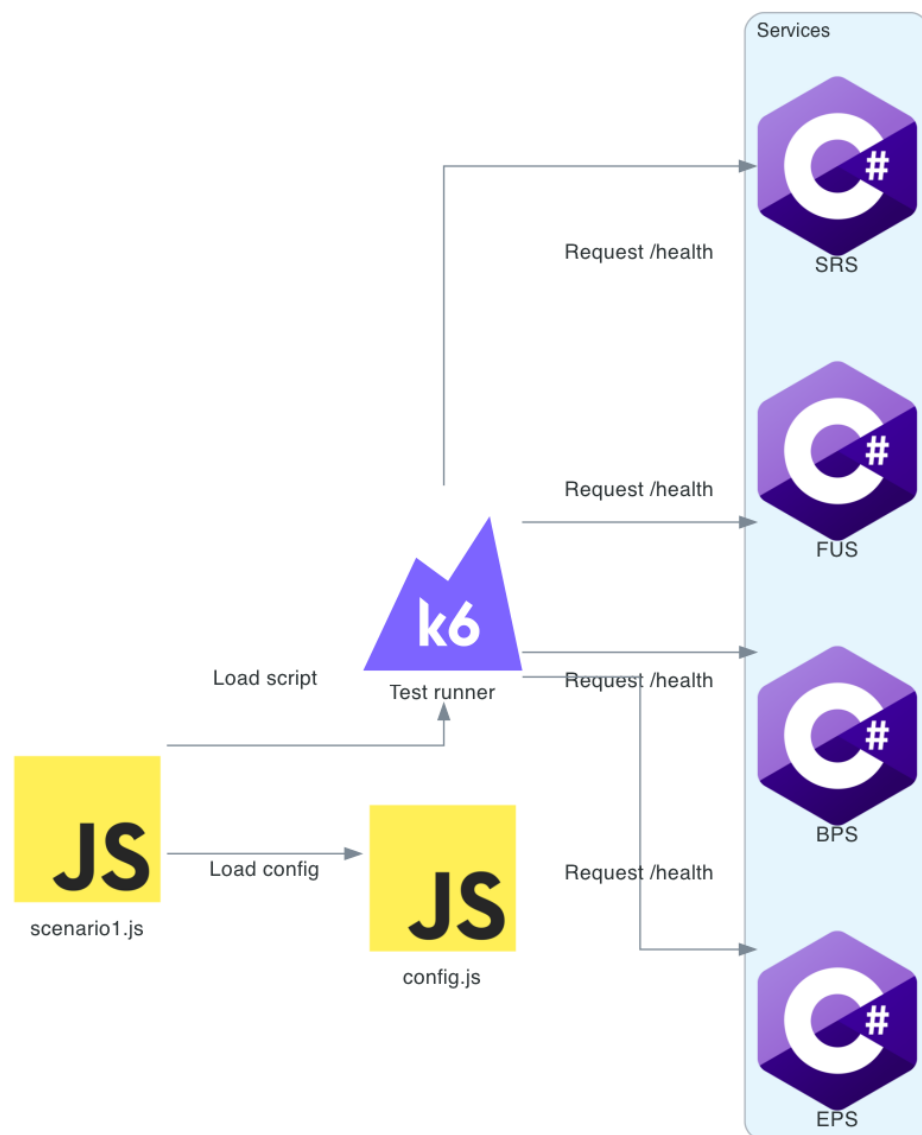 Services
C#
SRS
Request /health
C#
FUS
Request /health
k6
Test runner
Request /health
C#
BPS
Load script
JS
scenario1.js
Load config
JS
config.js
Request /health
C#
EPS